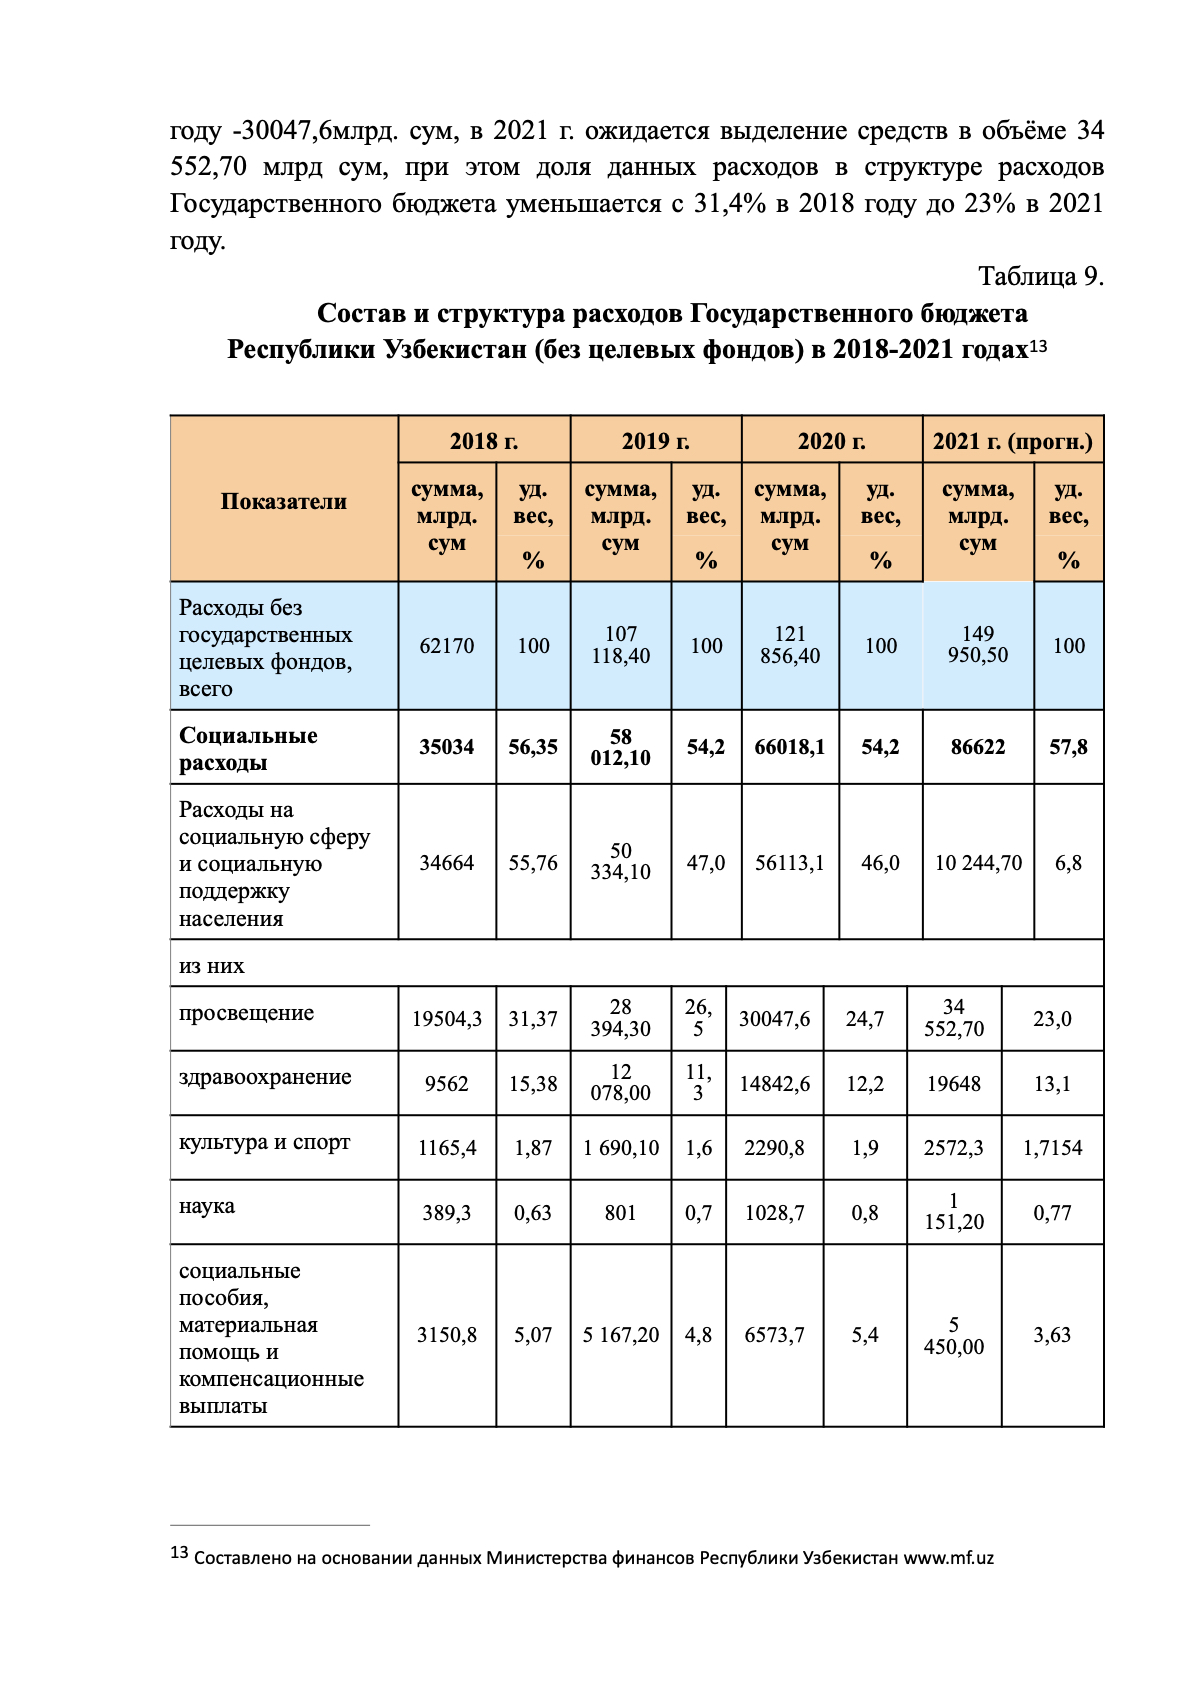 году -30047,6млрд. сум, в 2021 г. ожидается выделение средств в объёме 34
552,70 млрд сум, при этом доля данных расходов в структуре расходов
Государственного бюджета уменьшается с 31,4% в 2018 году до 23% в 2021
году.
Таблица 9.
Состав и структура расходов Государственного бюджета
Республики Узбекистан (без целевых фондов) в 2018-2021 годах13
Показатели
2018 г.
2019 г.
2020 г.
2021 г. (прогн.)
сумма,
млрд.
сум
уд.
вес,
%
сумма,
млрд.
сум
уд.
вес,
%
сумма,
млрд.
сум
уд.
вес,
%
сумма,
млрд.
сум
уд.
вес,
%
Расходы без
государственных
целевых фондов,
всего
62170
100
107
118,40
100
121
856,40
100
149
950,50
100
Социальные
расходы
35034
56,35
58
012,10
54,2
66018,1
54,2
86622
57,8
Расходы на
социальную сферу
и социальную
поддержку
населения
34664
55,76
50
334,10
47,0
56113,1
46,0
10 244,70
6,8
из них
просвещение
19504,3
31,37
28
394,30
26,
5
30047,6
24,7
34
552,70
23,0
здравоохранение
9562
15,38
12
078,00
11,
3
14842,6
12,2
19648
13,1
культура и спорт
1165,4
1,87
1 690,10
1,6
2290,8
1,9
2572,3
1,7154
наука
389,3
0,63
801
0,7
1028,7
0,8
1
151,20
0,77
социальные
пособия,
материальная
помощь и
компенсационные
выплаты
3150,8
5,07
5 167,20
4,8
6573,7
5,4
5
450,00
3,63
13 Составлено на основании данных Министерства финансов Республики Узбекистан www.mf.uz